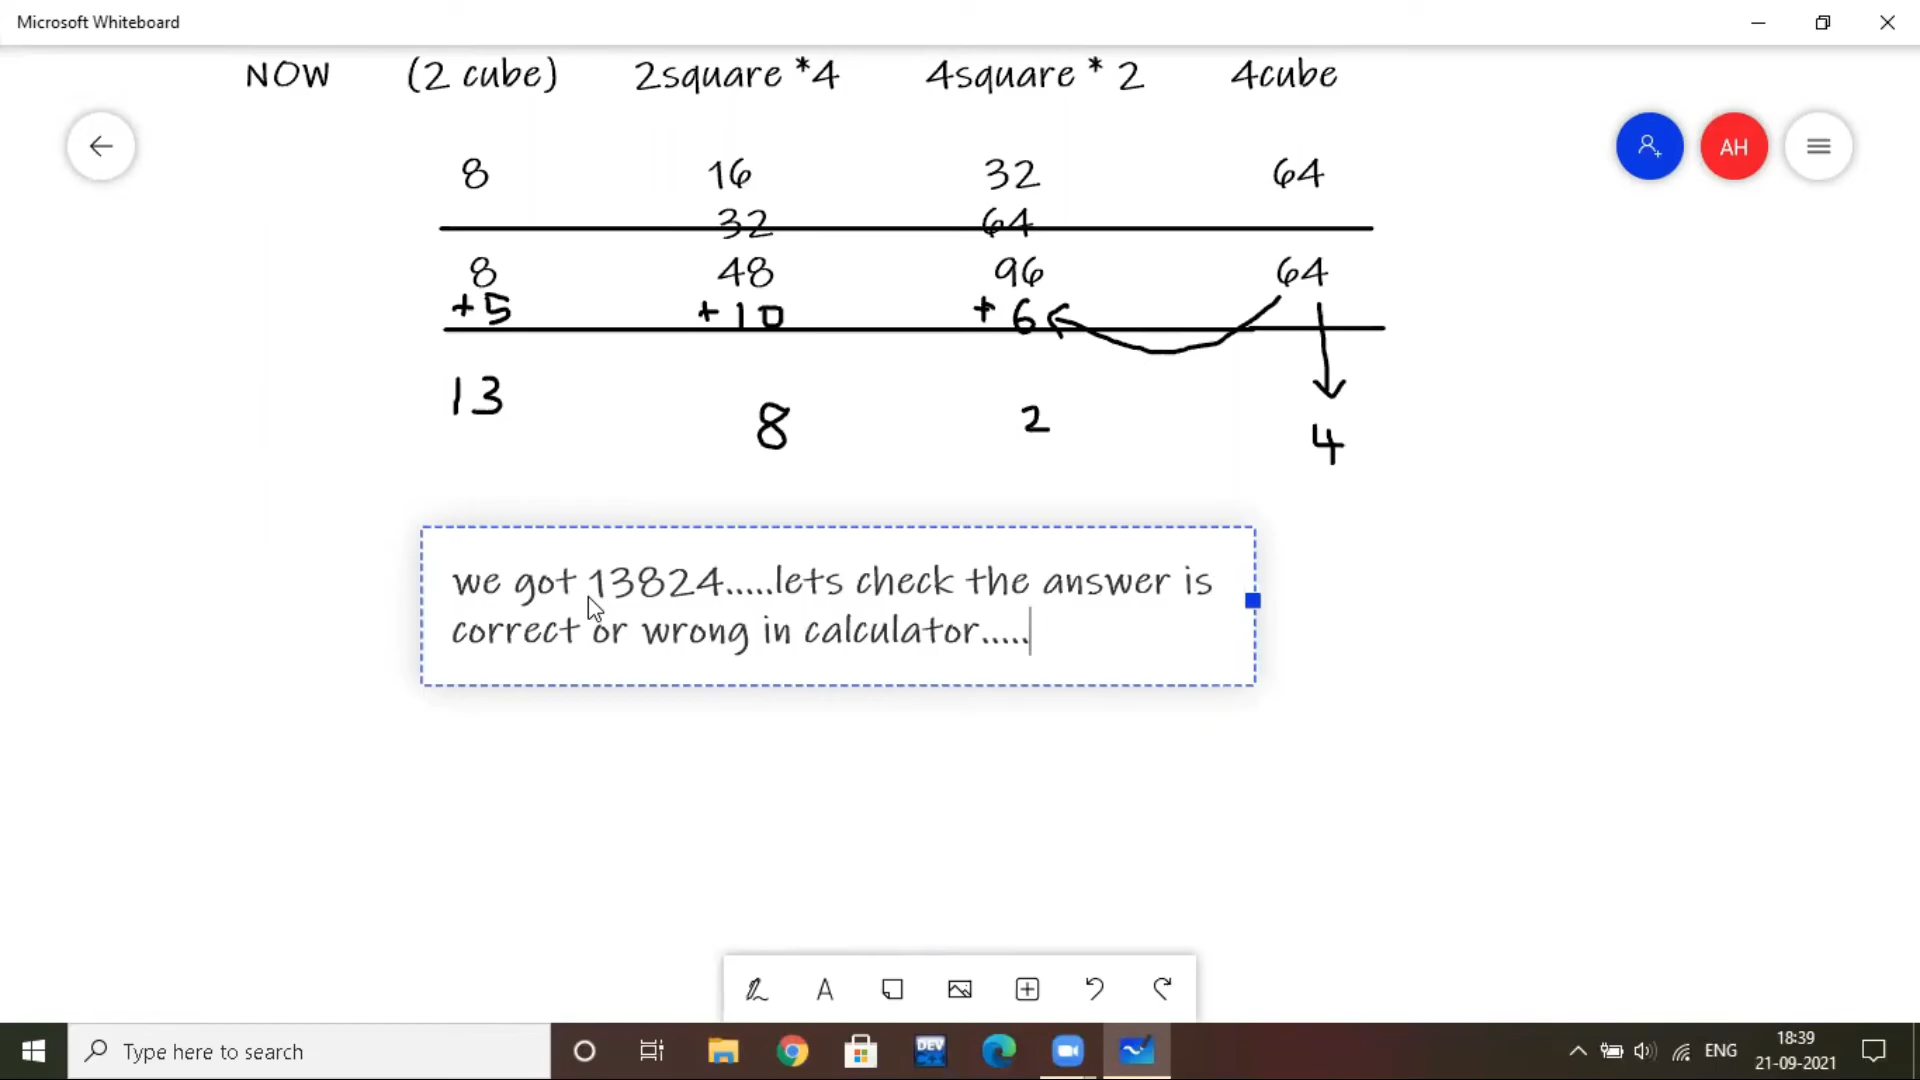 Microsoft Whiteboard
NOW (2 cube) 2square *4 4square * 2 4cube
AH
8 16 32 64
32 64
8 48 96 64
+5 +10 +6
13 8 2 4
we got 13824.....lets check the answer is
correct or wrong in calculator.....
A
Type here to search
DEV
ENG
18:39
21-09-2021